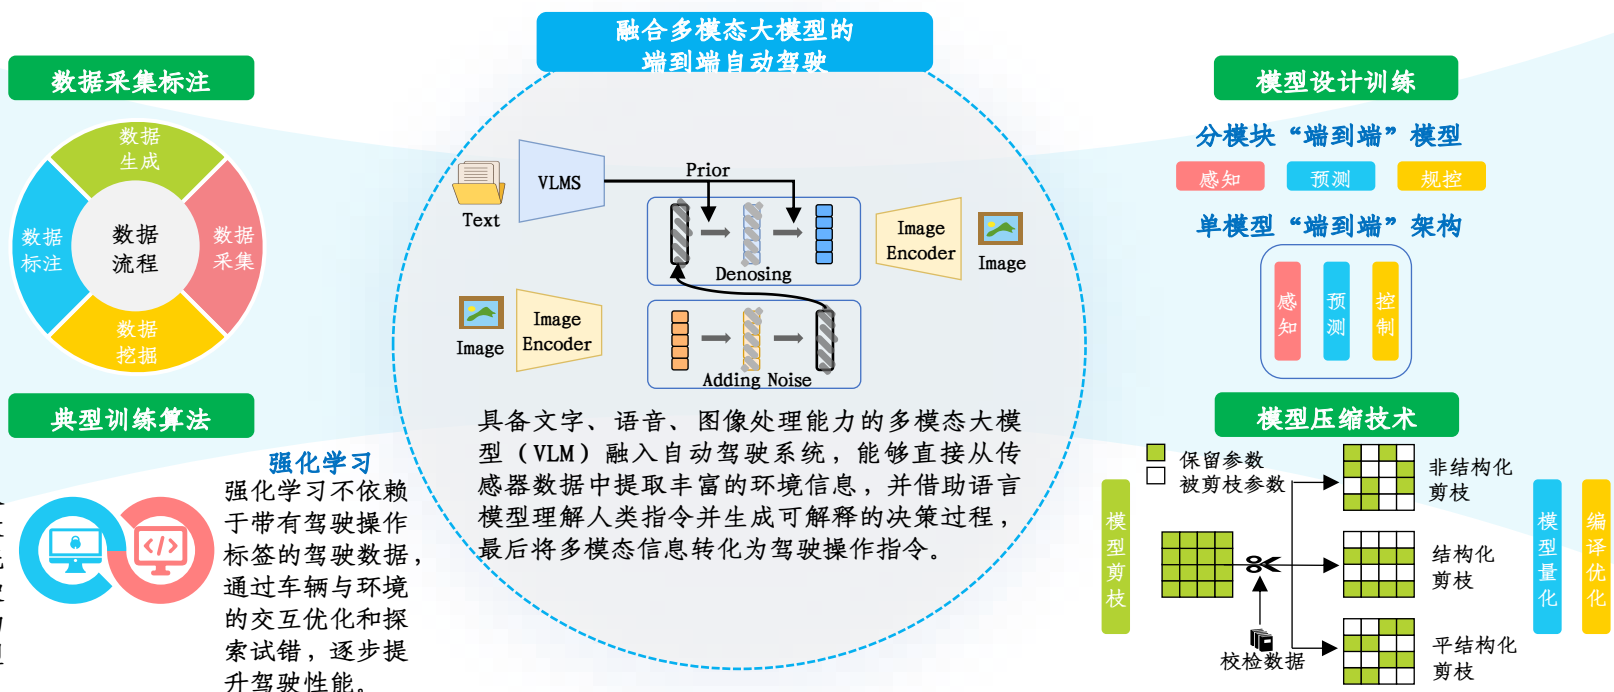 融合多模态大模型的
端到端自动驾驶
数据采集标注
数据
生成
数据
标注
数据
流程
数据
采集
数据
挖掘
典型训练算法
强化学习
强化学习不依赖
于带有驾驶操作
标签的驾驶数据，
通过车辆与环境
的交互优化和探
索试错，逐步提
升驾驶性能。
Text
VLMS
Prior
Denosing
Image
Encoder
Image
Image
Image
Encoder
Adding Noise
具备文字、语音、图像处理能力的多模态大模
型（VLM）融入自动驾驶系统，能够直接从传
感器数据中提取丰富的环境信息，并借助语言
模型理解人类指令并生成可解释的决策过程，
最后将多模态信息转化为驾驶操作指令。
模型设计训练
分模块“端到端”模型
感知
预测
规控
单模型“端到端”架构
感知
预测
控制
模型压缩技术
保留参数
被剪枝参数
模型剪枝
校检数据
非结构化
剪枝
结构化
剪枝
平结构化
剪枝
模型量化
编译优化